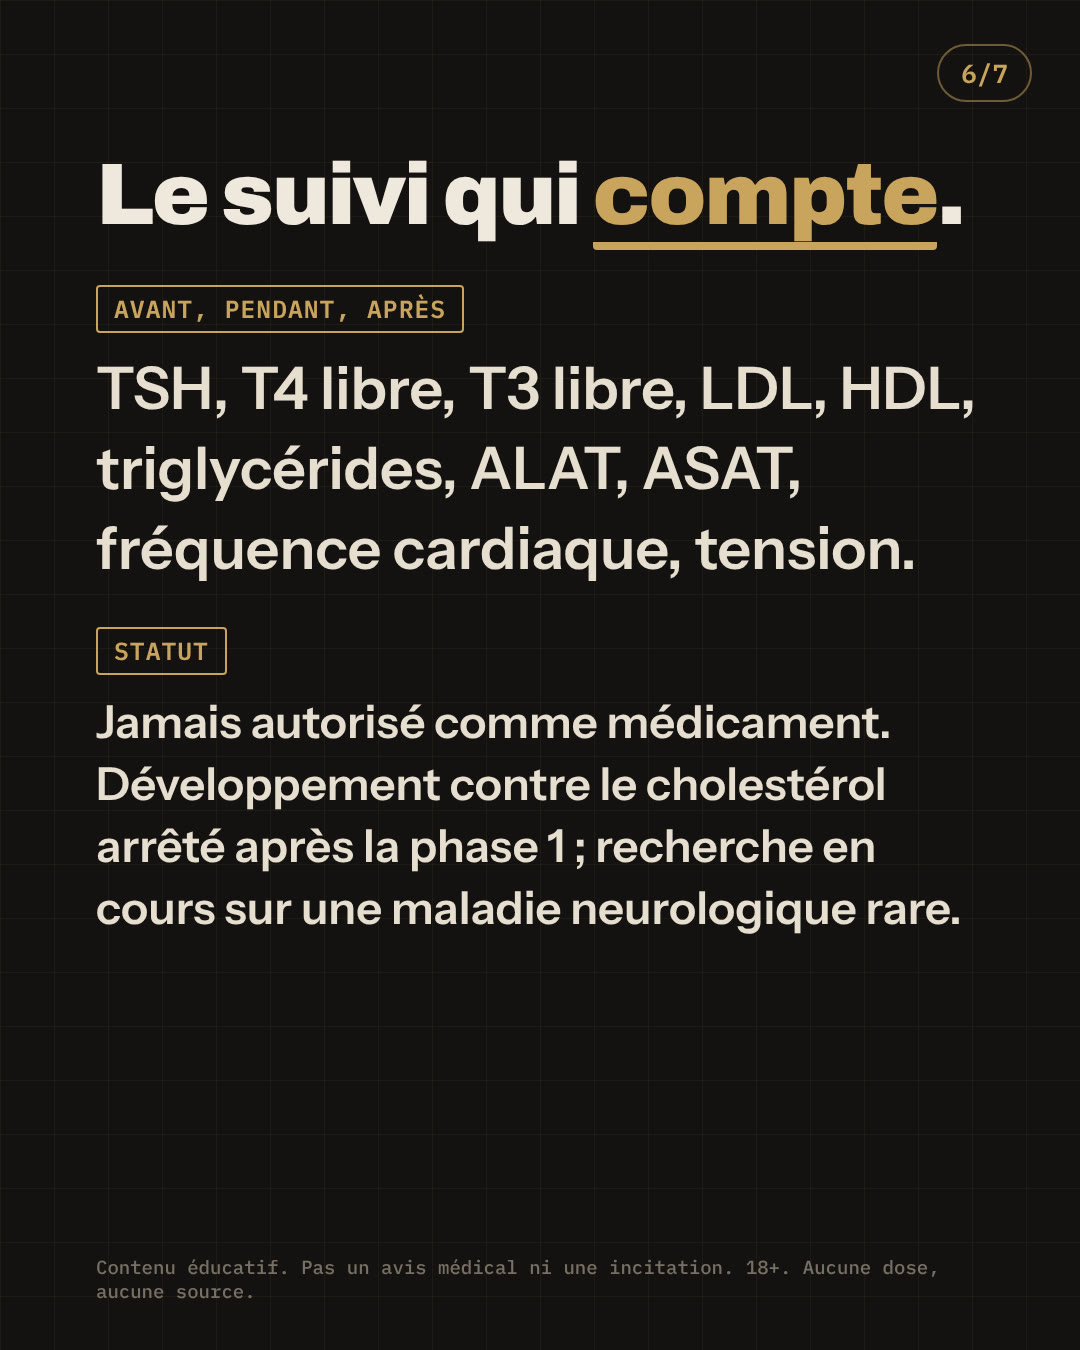 6/7
Le suivi qui compte.
AVANT, PENDANT, APRÈS
TSH, T4 libre, T3 libre, LDL, HDL,
triglycérides, ALAT, ASAT,
fréquence cardiaque, tension.
STATUT
Jamais autorisé comme médicament.
Développement contre le cholestérol
arrêté après la phase 1 ; recherche en
cours sur une maladie neurologique rare.
Contenu éducatif. Pas un avis médical ni une incitation. 18+. Aucune dose,
aucune source.